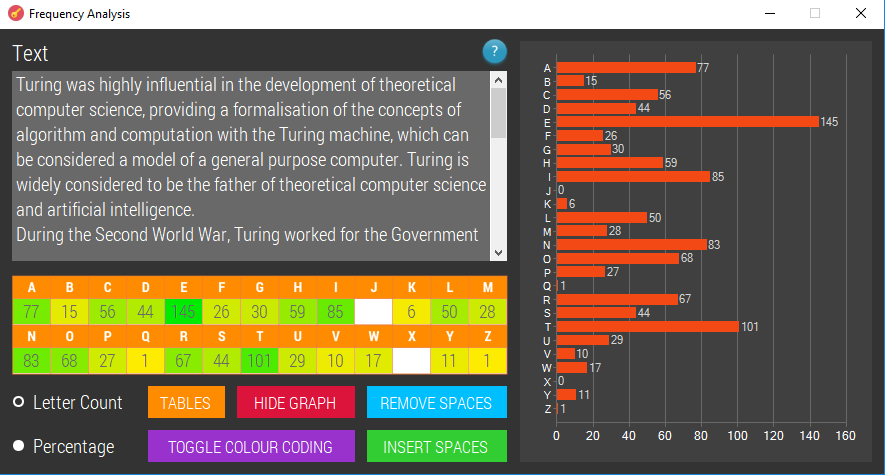 Frequency Analysis
Text
?
Turing was highly influential in the development of theoretical
computer science, providing a formalisation of the concepts of
algorithm and computation with the Turing machine, which can
be considered a model of a general purpose computer. Turing is
widely considered to be the father of theoretical computer science
and artificial intelligence.
During the Second World War, Turing worked for the Government
A B C D E F G H I J K L M
77 15 56 44 145 26 30 59 85 6 50 28
N O P Q R S T U V W X Y Z
83 68 27 1 67 44 101 29 10 17 11 1
Letter Count
TABLES
HIDE GRAPH
REMOVE SPACES
Percentage
TOGGLE COLOUR CODING
INSERT SPACES
A 77
B 15
C 56
D 44
E 145
F 26
G 30
H 59
I 85
J 0
K 6
L 50
M 28
N 83
O 68
P 27
Q 1
R 67
S 44
T 101
U 29
V 10
W 17
X 0
Y 11
Z 1
0 20 40 60 80 100 120 140 160